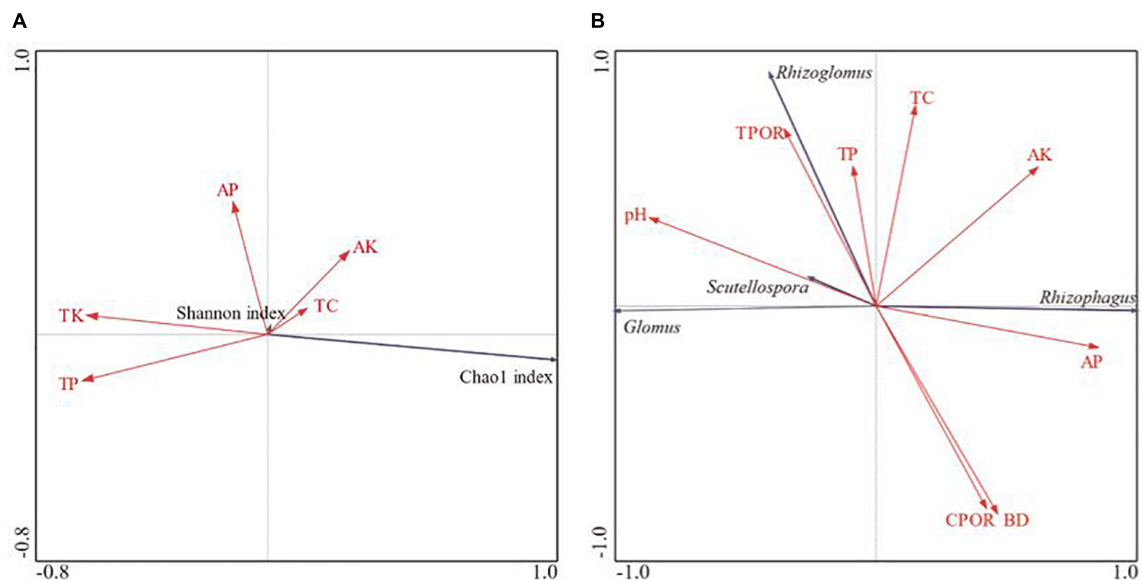 A
1.0
AP
AK
TK
Shannon index
TC
TP
Chao1 index
-0.8
-0.8
1.0
B
1.0
Rhizoglomus
TC
TPOR
TP
AK
pH
Scutellospora
Rhizophagus
Glomus
AP
CPOR BD
-1.0
-1.0
1.0